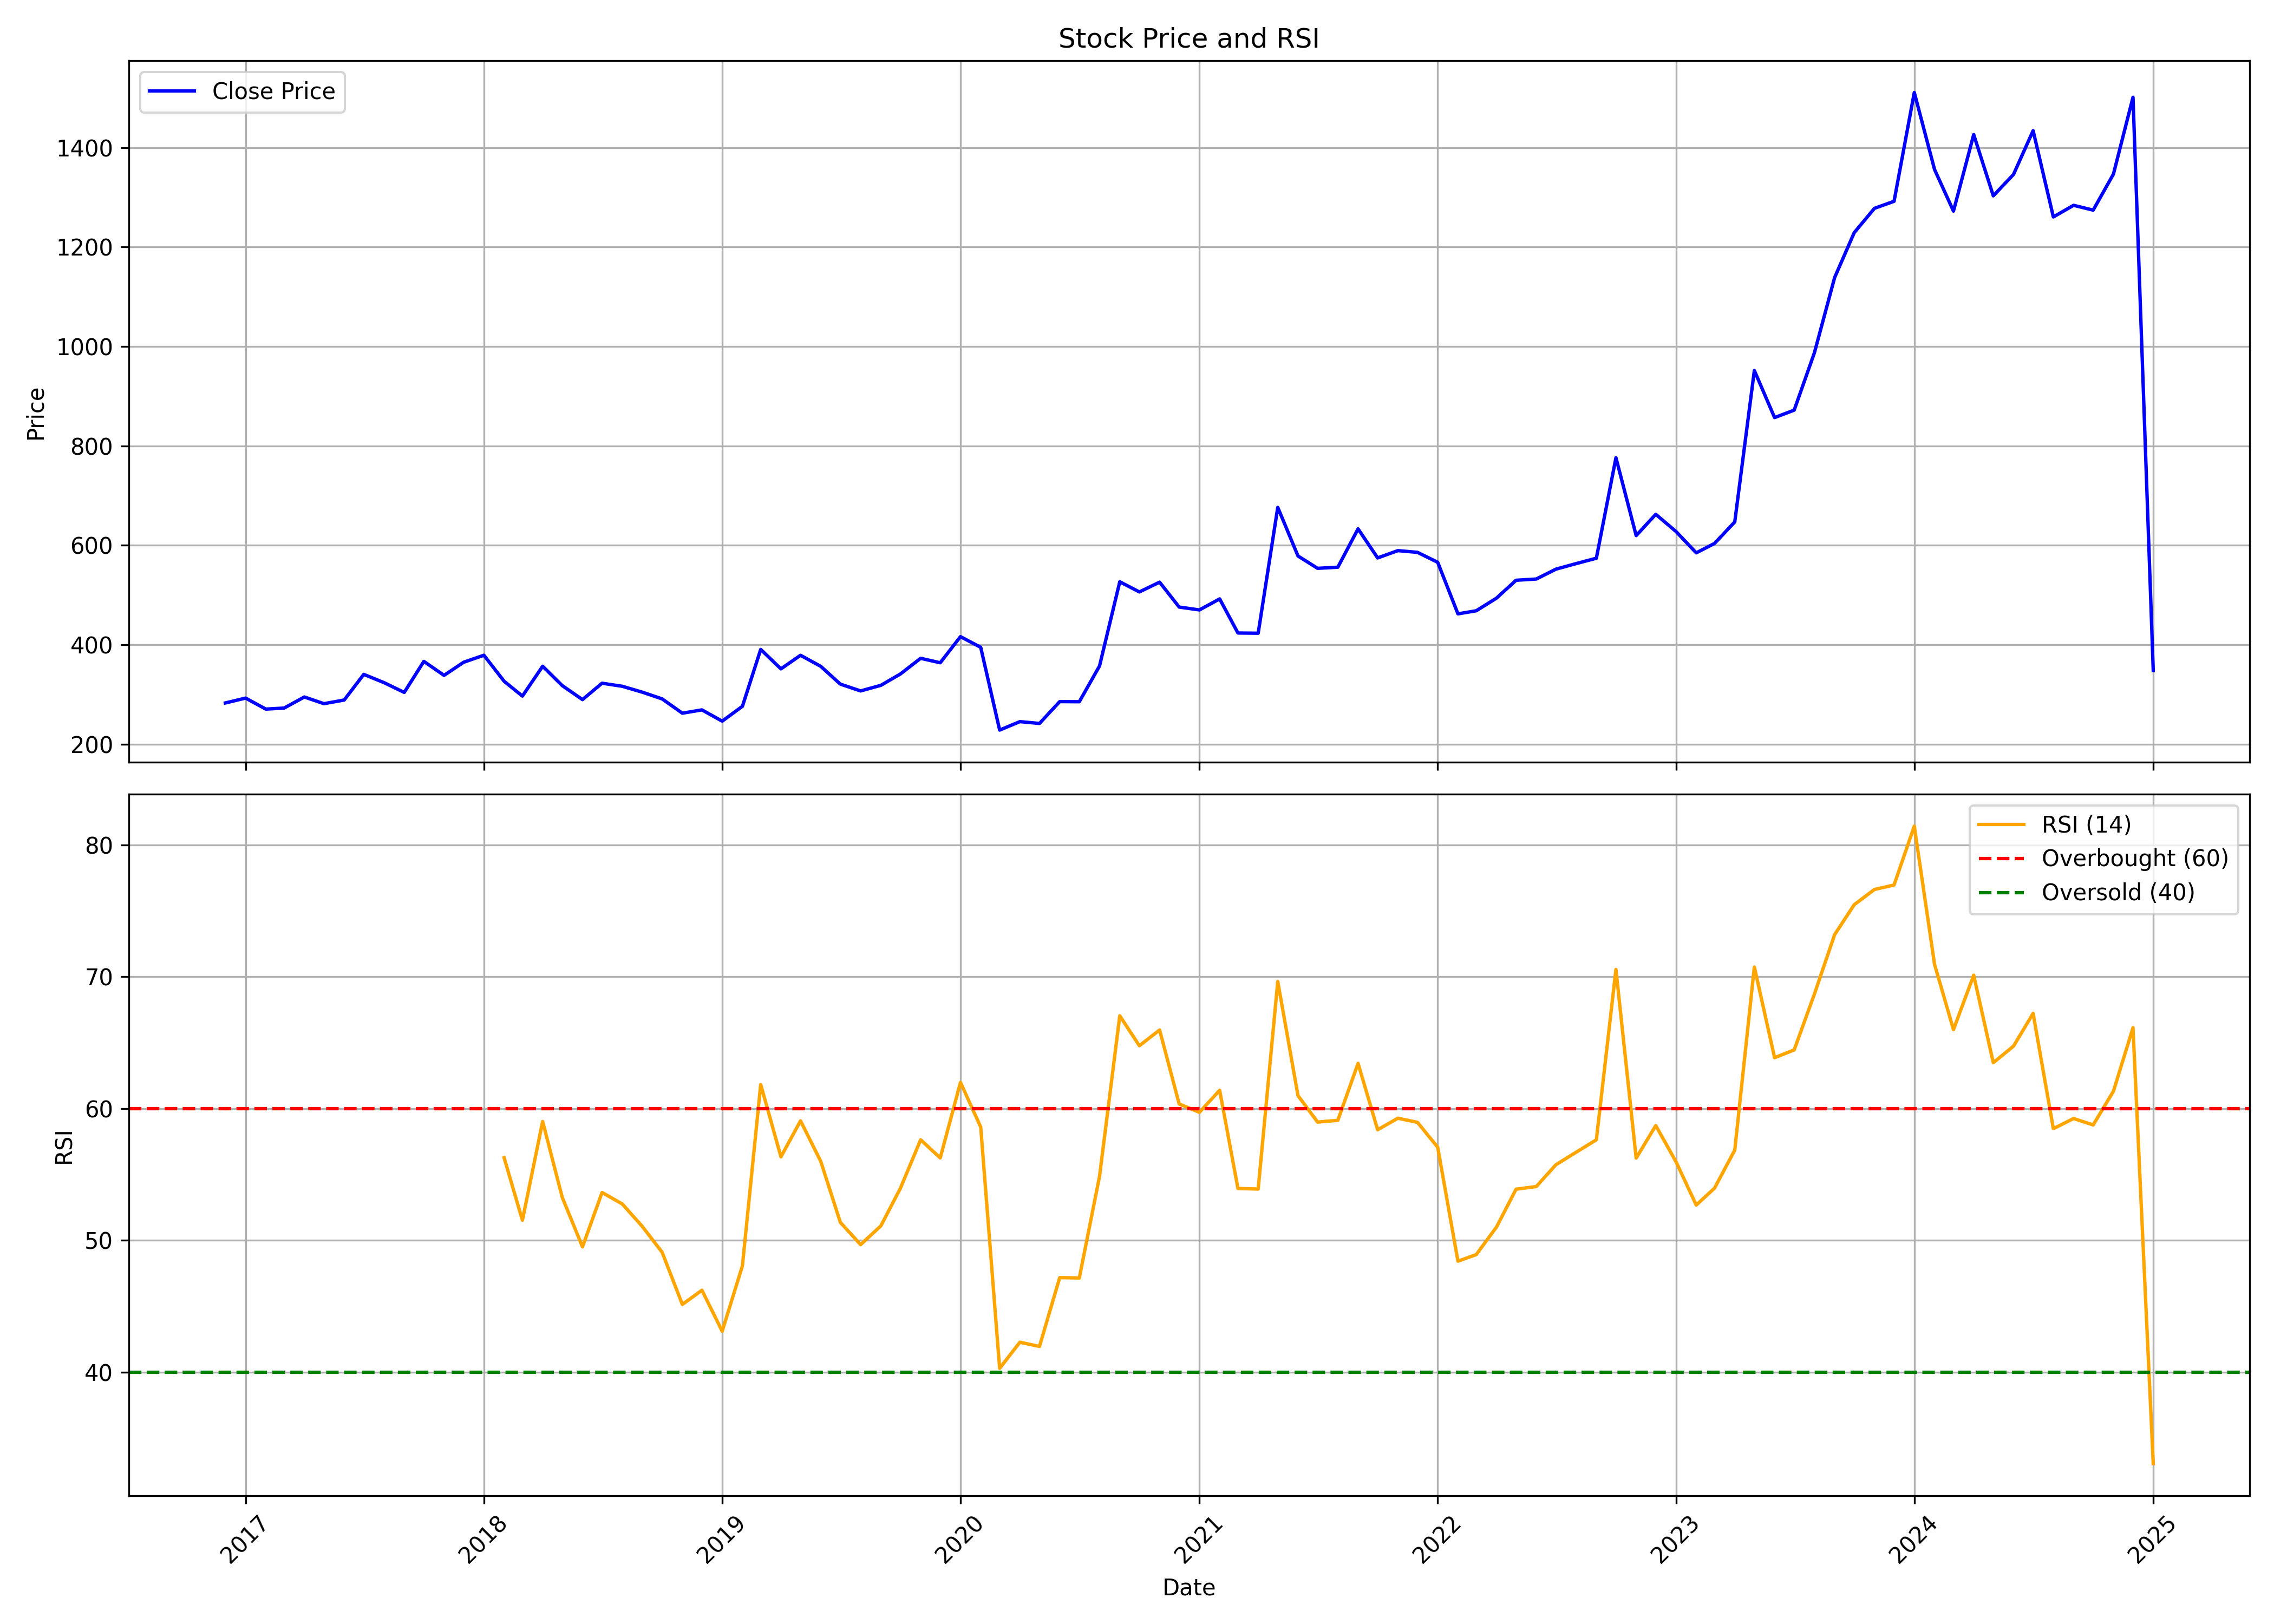 Stock Price and RSI
Close Price
1400
1200
1000
800
600
400
200
Price
RSI (14)
Overbought (60)
Oversold (40)
80
70
60
50
40
RSI
2017
2018
2019
2020
2021
2022
2023
2024
2025
Date